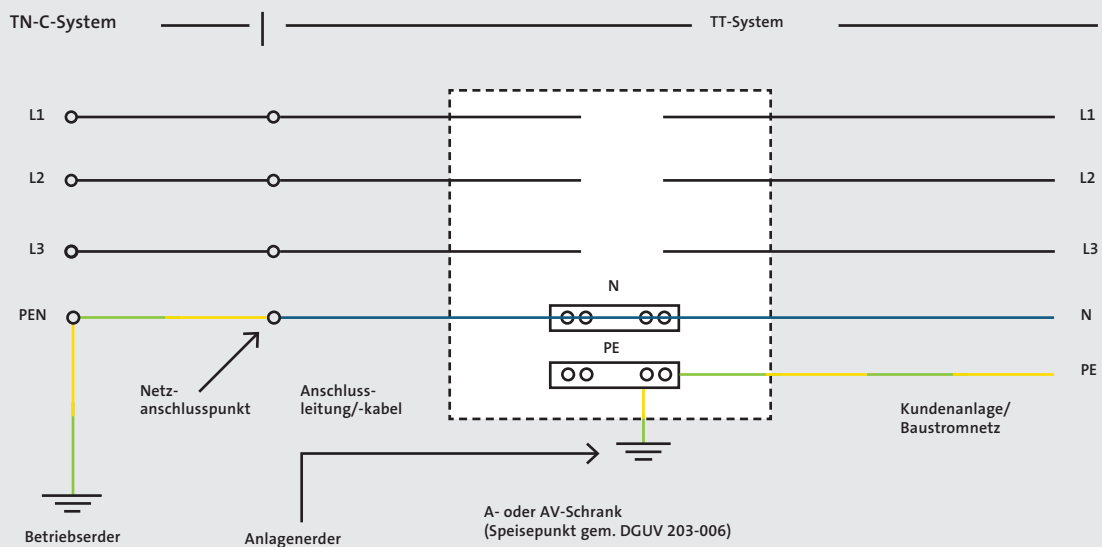 TN-C-System
TT-System
L1
L1
L2
L2
L3
L3
N
PEN
N
PE
PE
Netz-
anschlusspunkt
Anschluss-
leitung/-kabel
Kundenanlage/
Baustromnetz
A- oder AV-Schrank
(Speisepunkt gem. DGUV 203-006)
Betriebserder
Anlagenerder